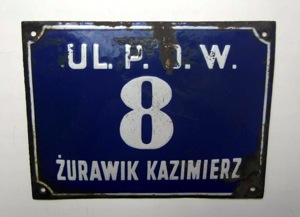 UL. P. O. W.
8
ŻURAWIK KAZIMIERZ